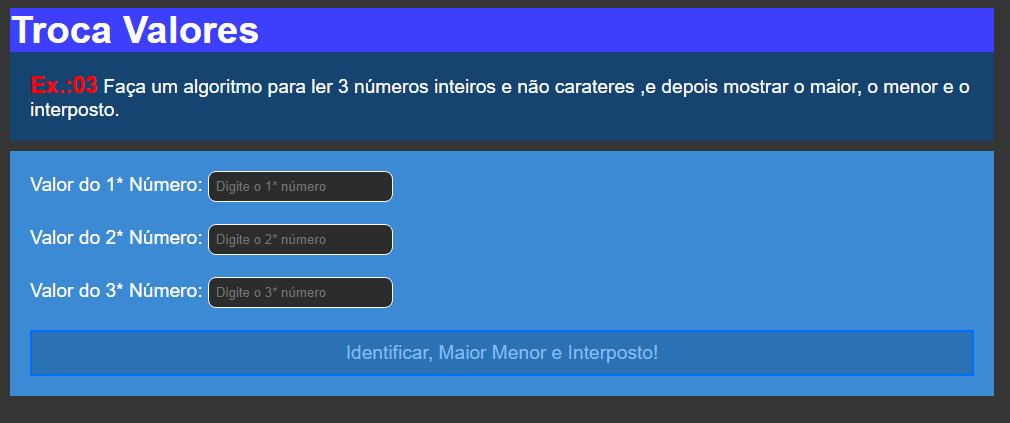 Troca Valores
Ex.:03 Faça um algoritmo para ler 3 números inteiros e não carateres ,e depois mostrar o maior, o menor e o
interposto.
Valor do 1* Número: Digite o 1* número
Valor do 2* Número: Digite o 2* número
Valor do 3* Número: Digite o 3* número
Identificar, Maior Menor e Interposto!